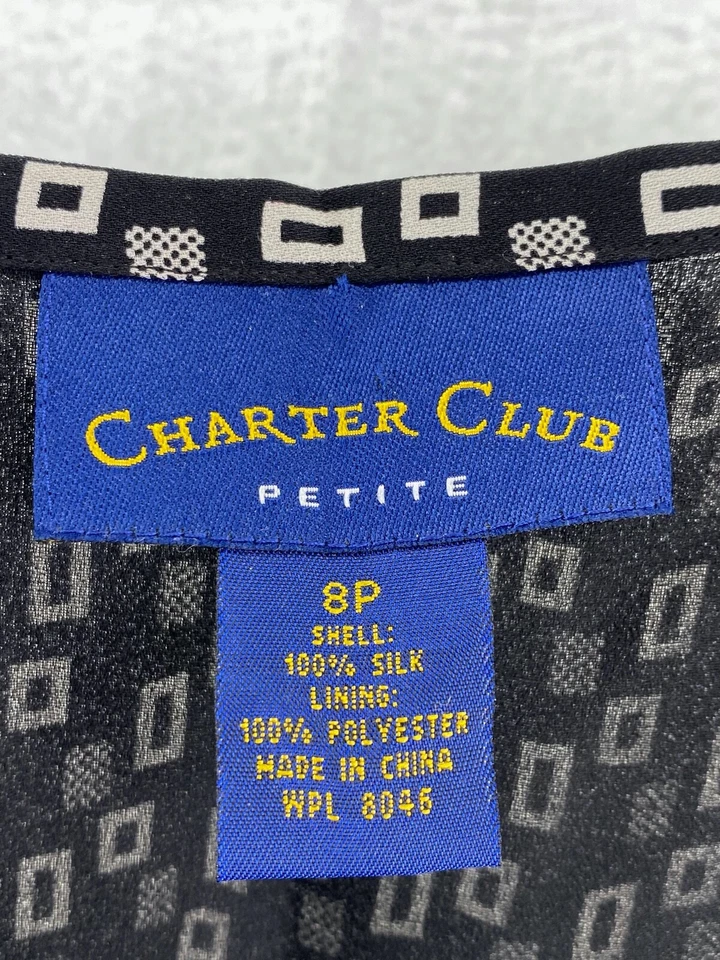 CHARTER CLUB
PETITE
8P
SHELL:
100% SILK
LINING:
100% POLYESTER
MADE IN CHINA
WPL 8046